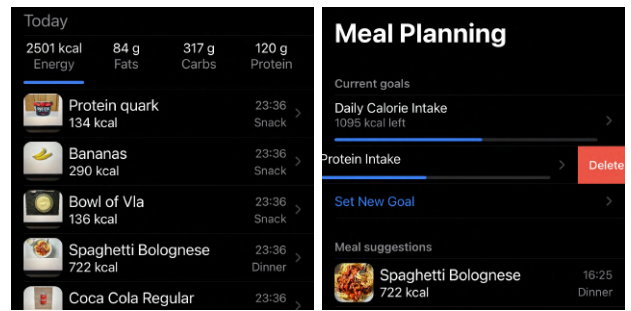 Today
2501 kcal 84 g 317 g 120 g
Energy Fats Carbs Protein
Protein quark 23:36
134 kcal Snack
Bananas 23:36
290 kcal Snack
Bowl of Vla 23:36
136 kcal Snack
Spaghetti Bolognese 23:36
722 kcal Dinner
Coca Cola Regular 23:36
Meal Planning
Current goals
Daily Calorie Intake
1095 kcal left
Protein Intake Delete
Set New Goal
Meal suggestions
Spaghetti Bolognese 16:25
722 kcal Dinner